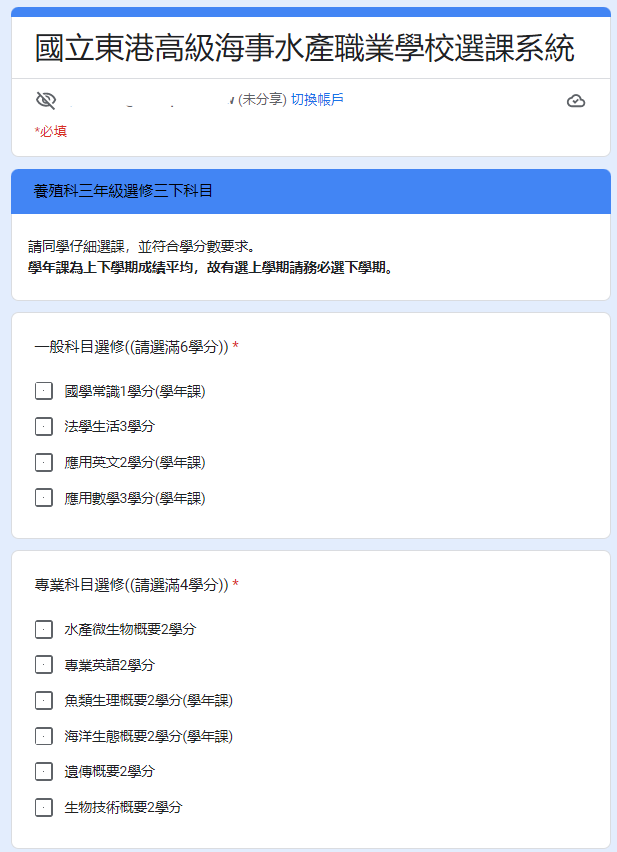 國立東港高級海事水產職業學校選課系統
(未分享) 切換帳戶
*必填
養殖科三年級選修三下科目
請同學仔細選課，並符合學分數要求。
學年課為上下學期成績平均，故有選上學期請務必選下學期。
一般科目選修((請選滿6學分)) *
國學常識1學分(學年課)
法學生活3學分
應用英文2學分(學年課)
應用數學3學分(學年課)
專業科目選修((請選滿4學分)) *
水產微生物概要2學分
專業英語2學分
魚類生理概要2學分(學年課)
海洋生態概要2學分(學年課)
遺傳概要2學分
生物技術概要2學分